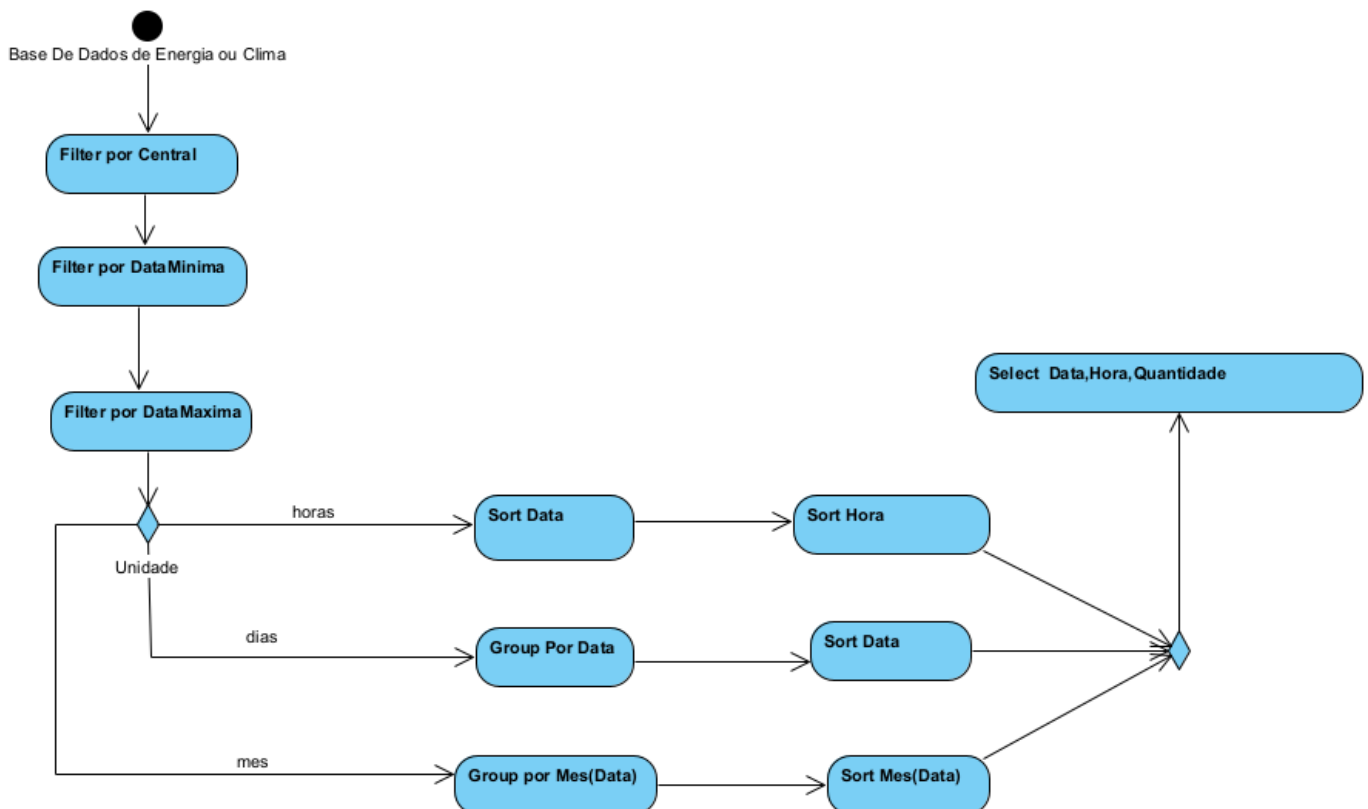 Base De Dados de Energia ou Clima
Filter por Central
Filter por DataMinima
Filter por DataMaxima
Select  Data,Hora,Quantidade
horas
Sort Data
Sort Hora
Unidade
dias
Group Por Data
Sort Data
mes
Group por Mes(Data)
Sort Mes(Data)